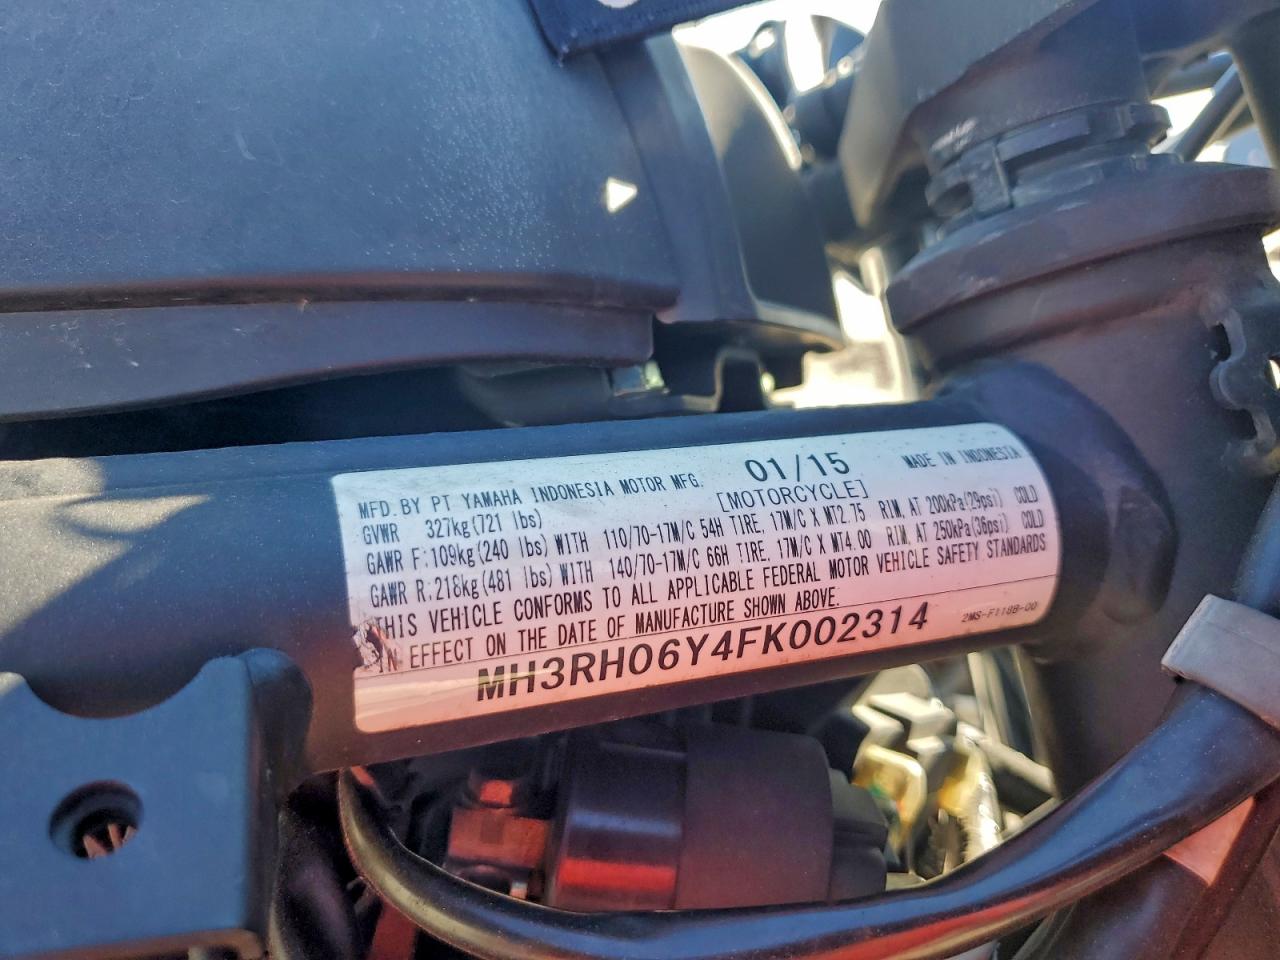 MFD.BY PT YAMAHA INDONESIA MOTOR MFG. 01/15 MADE IN INDONESIA
GVWR 327kg(721 lbs) [MOTORCYCLE]
GAWR F:109kg(240 lbs)WITH 110/70-17M/C 54H TIRE, 17M/C X MT2.75 RIM, AT 200kPa(29psi) COLD
GAWR R:218kg(481 lbs)WITH 140/70-17M/C 66H TIRE, 17M/C X MT4.00 RIM, AT 250kPa(36psi) COLD
THIS VEHICLE CONFORMS TO ALL APPLICABLE FEDERAL MOTOR VEHICLE SAFETY STANDARDS
IN EFFECT ON THE DATE OF MANUFACTURE SHOWN ABOVE.
MH3RH06Y4FK002314 2MS-F118B-00